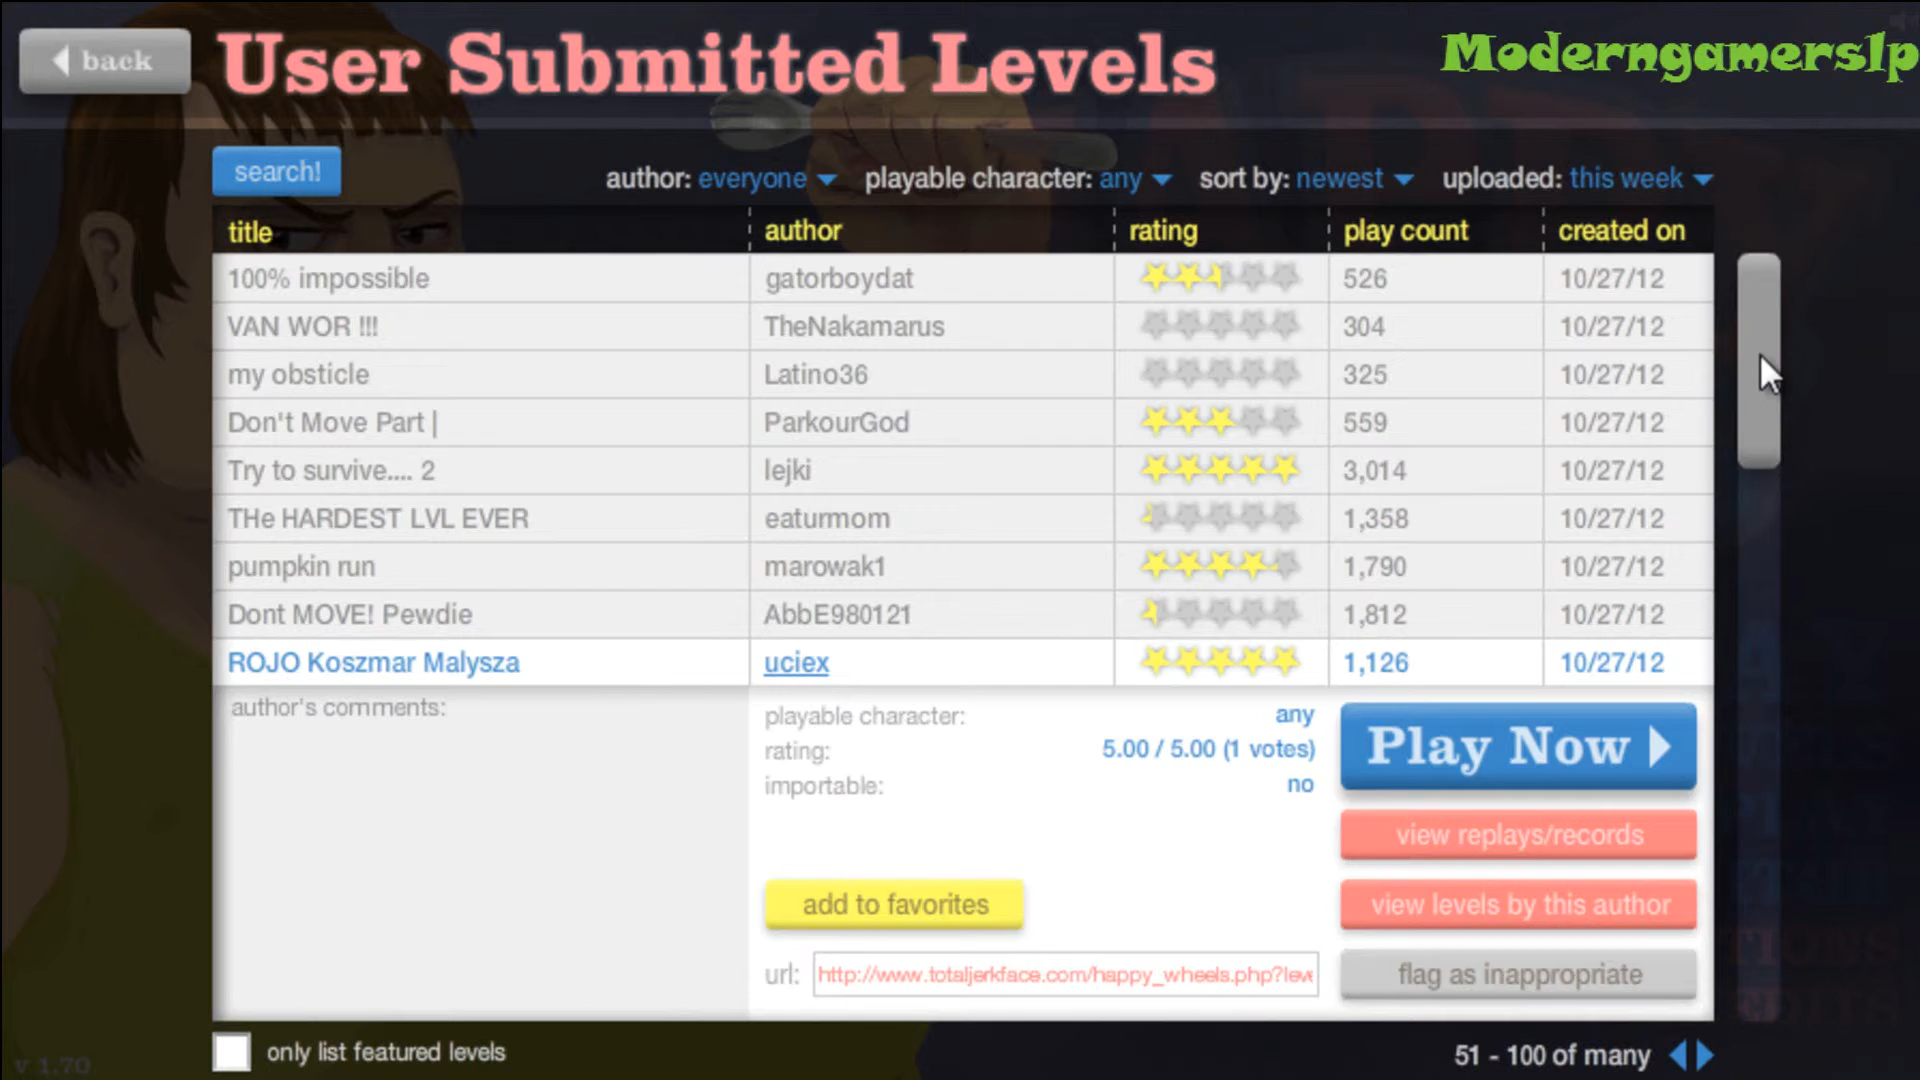 back
User Submitted Levels
Moderngamerslp
search!
author: everyone
playable character: any
sort by: newest
uploaded: this week
title author rating play count created on
100% impossible gatorboydat 526 10/27/12
VAN WOR !!! TheNakamarus 304 10/27/12
my obsticle Latino36 325 10/27/12
Don't Move Part | ParkourGod 559 10/27/12
Try to survive.... 2 lejki 3,014 10/27/12
THe HARDEST LVL EVER eaturmom 1,358 10/27/12
pumpkin run marowak1 1,790 10/27/12
Dont MOVE! Pewdie AbbE980121 1,812 10/27/12
ROJO Koszmar Malysza uciex 1,126 10/27/12
author's comments:
playable character: any
rating: 5.00 / 5.00 (1 votes)
importable: no
Play Now
view replays/records
add to favorites
view levels by this author
url: http://www.totaljerkface.com/happy_wheels.php?leve
flag as inappropriate
only list featured levels
51 - 100 of many
v 1.70